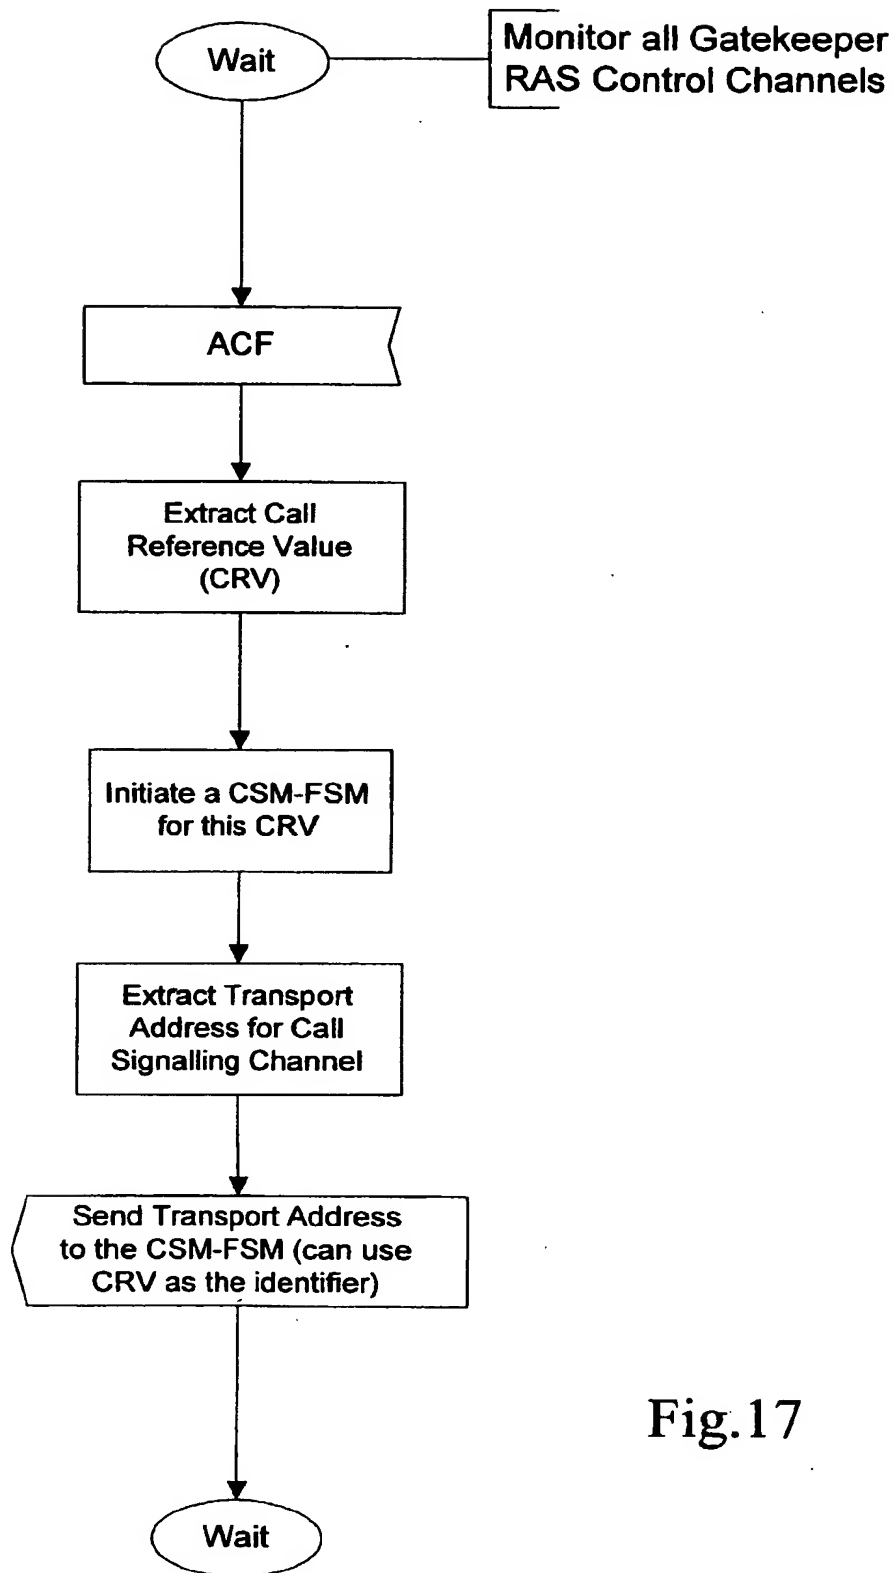 Wait
Monitor all Gatekeeper
RAS Control Channels
ACF
Extract Call
Reference Value
(CRV)
Initiate a CSM-FSM
for this CRV
Extract Transport
Address for Call
Signalling Channel
Send Transport Address
to the CSM-FSM (can use
CRV as the identifier)
Fig.17
Wait